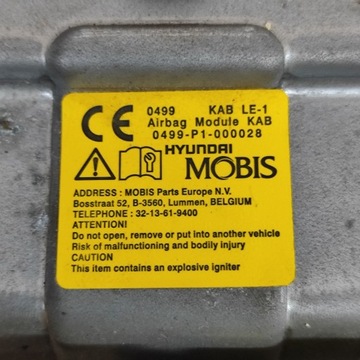 CE 0499 KAB LE-1
Airbag Module KAB
0499-P1-000028
HYUNDAI
MOBIS
ADDRESS : MOBIS Parts Europe N.V.
Bosstraat 52, B-3560, Lummen, BELGIUM
TELEPHONE : 32-13-61-9400
ATTENTION!
Do not open, remove or put into another vehicle
Risk of malfunctioning and bodily injury
CAUTION
This item contains an explosive igniter